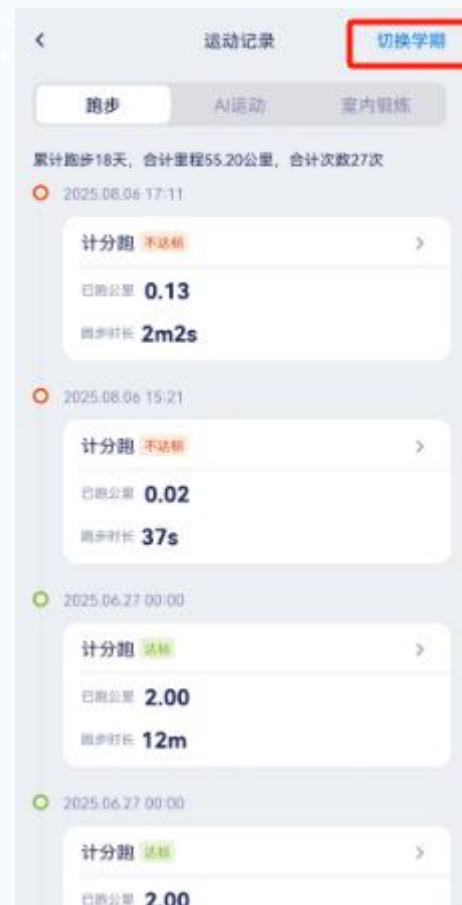 运动记录
切换学期
跑步
AI运动
室内锻炼
累计跑步18天，合计里程55.20公里，合计次数27次
2025.08.06 17:11
计分跑 不达标
已跑公里 0.13
跑步时长 2m2s
2025.08.06 15:21
计分跑 不达标
已跑公里 0.02
跑步时长 37s
2025.06.27 00:00
计分跑 达标
已跑公里 2.00
跑步时长 12m
2025.06.27 00:00
计分跑 达标
已跑公里 2.00